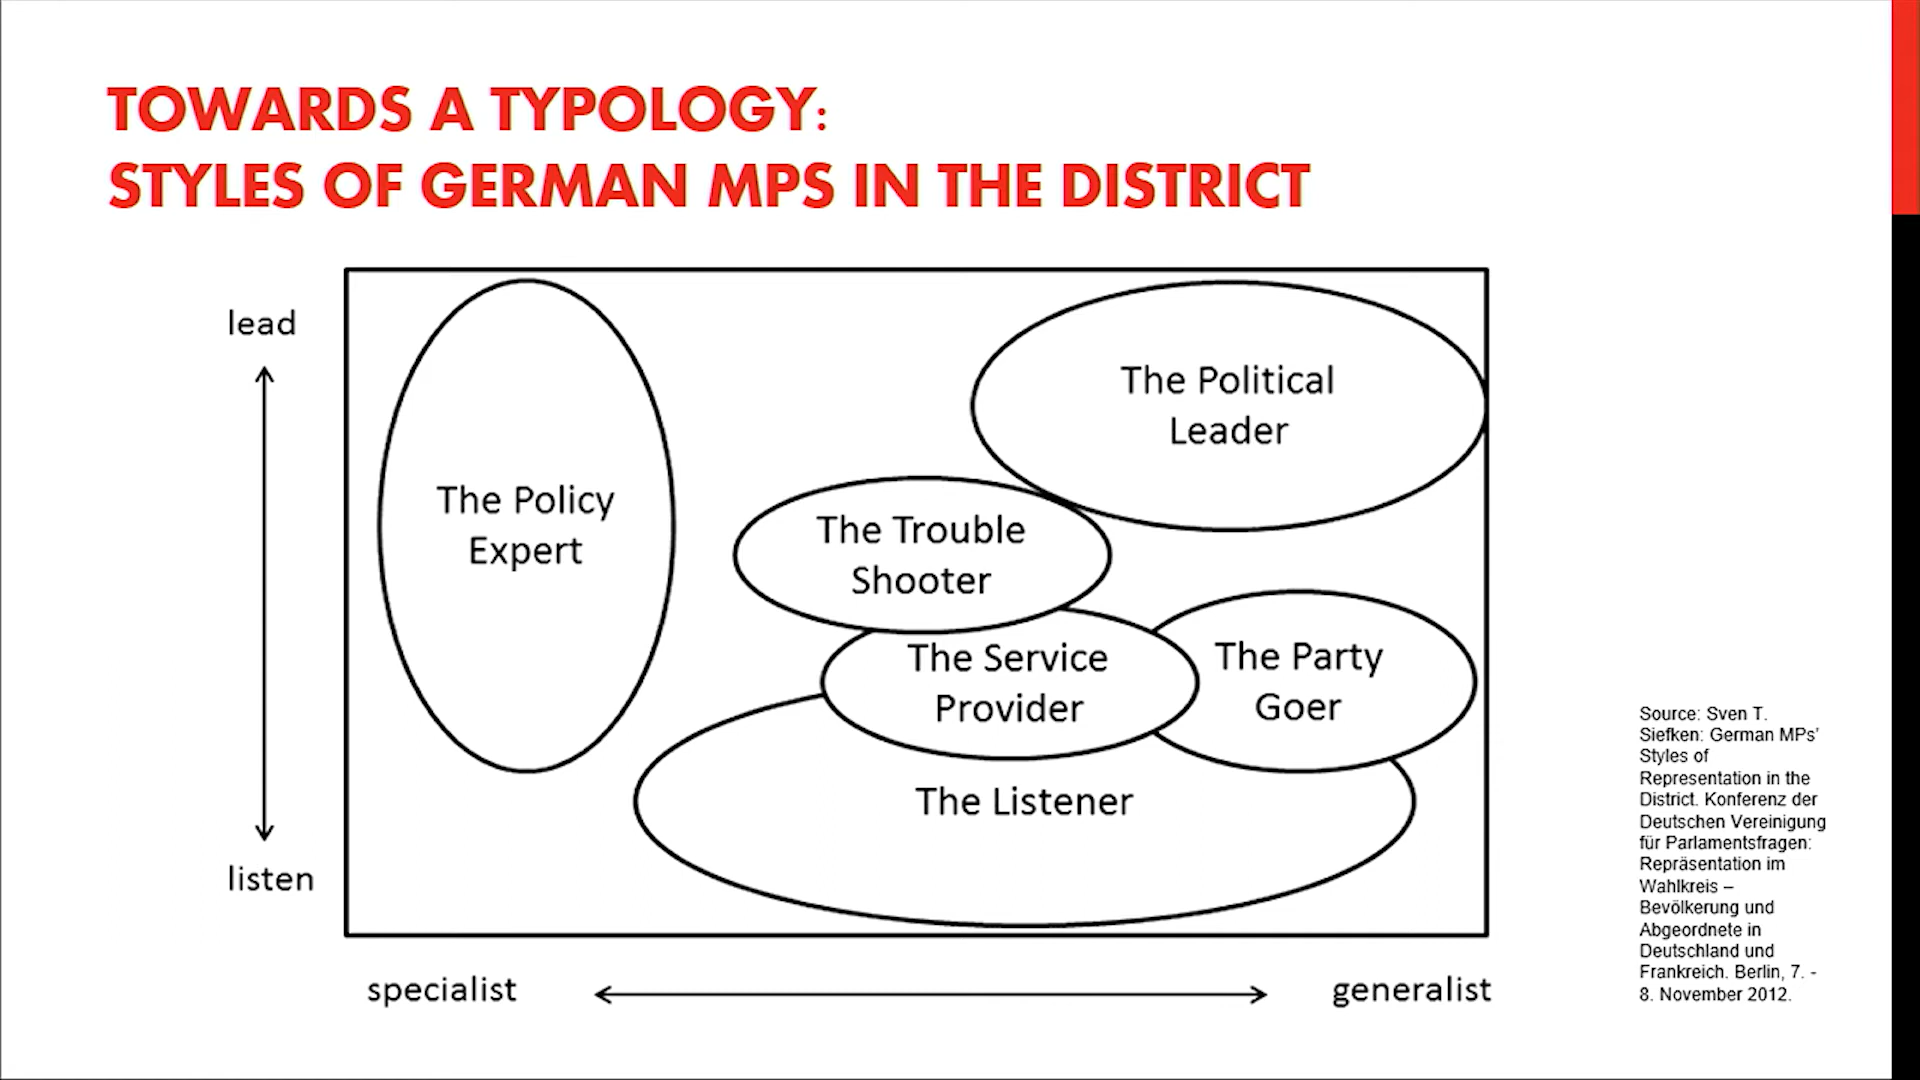 TOWARDS A TYPOLOGY:
STYLES OF GERMAN MPS IN THE DISTRICT
lead
listen
The Policy
Expert
The Political
Leader
The Trouble
Shooter
The Service
Provider
The Party
Goer
The Listener
specialist
generalist
Source: Sven T.
Siefken: German MPs'
Styles of
Representation in the
District. Konferenz der
Deutschen Vereinigung
für Parlamentsfragen:
Repräsentation im
Wahlkreis –
Bevölkerung und
Abgeordnete in
Deutschland und
Frankreich. Berlin, 7. -
8. November 2012.